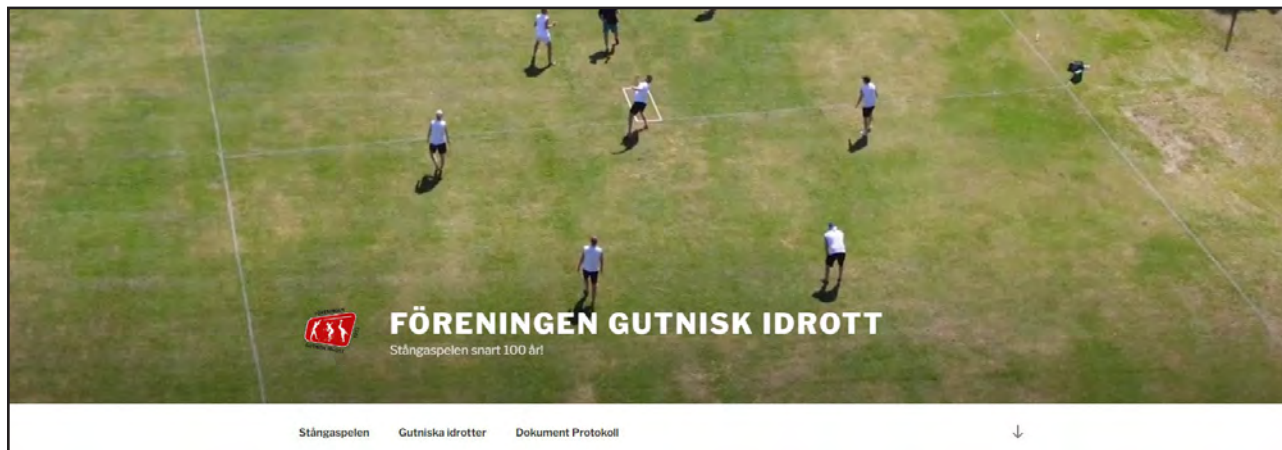 FÖRENINGEN GUTNISK IDROTT
Stångaspelen snart 100 år!
Stångaspelen Gutniska idrotter Dokument Protokoll